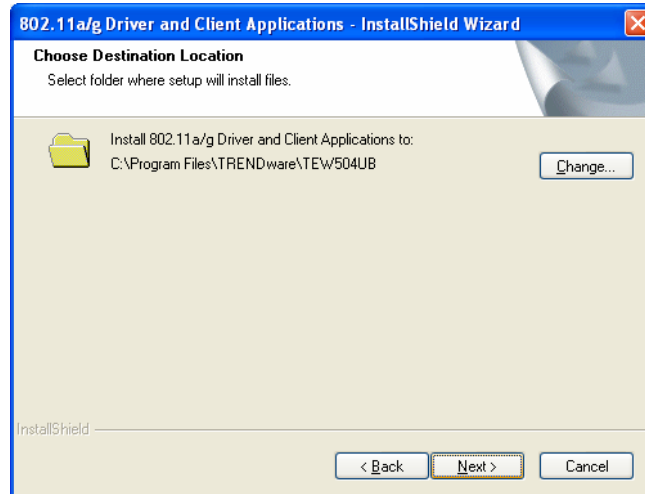 802.11a/g Driver and Client Applications - InstallShield Wizard
Choose Destination Location
Select folder where setup will install files.
Install 802.11a/g Driver and Client Applications to:
C:\Program Files\TRENDware\TEW504UB
Change...
InstallShield
< Back Next > Cancel